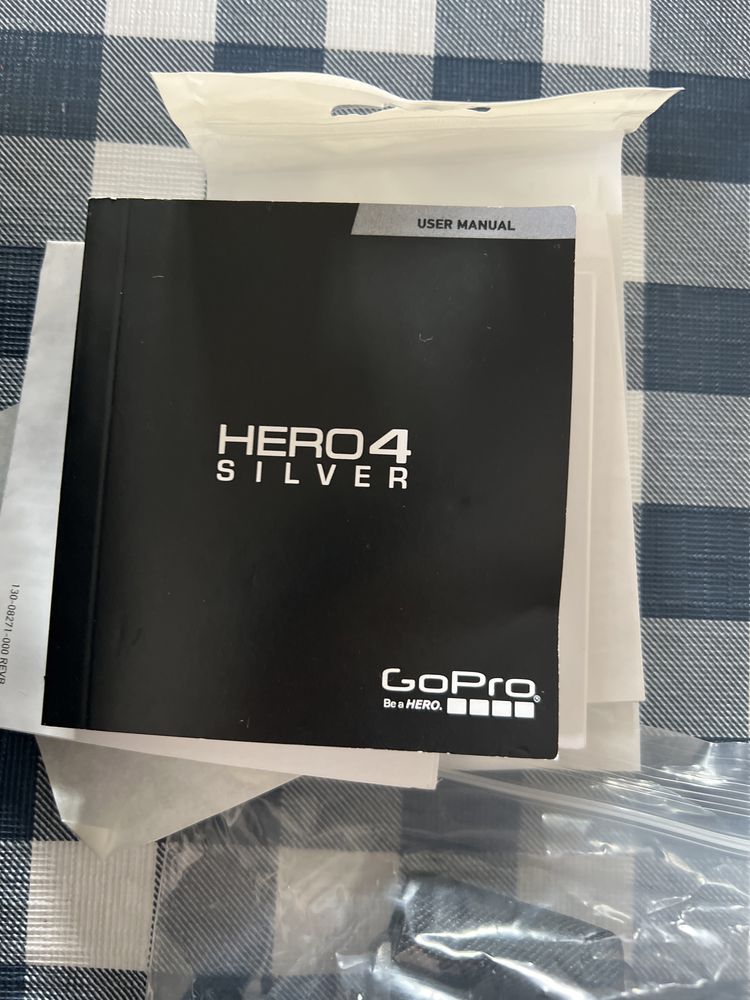 USER MANUAL
HERO4
SILVER
GoPro®
Be a HERO.
130-08271-000 REVB